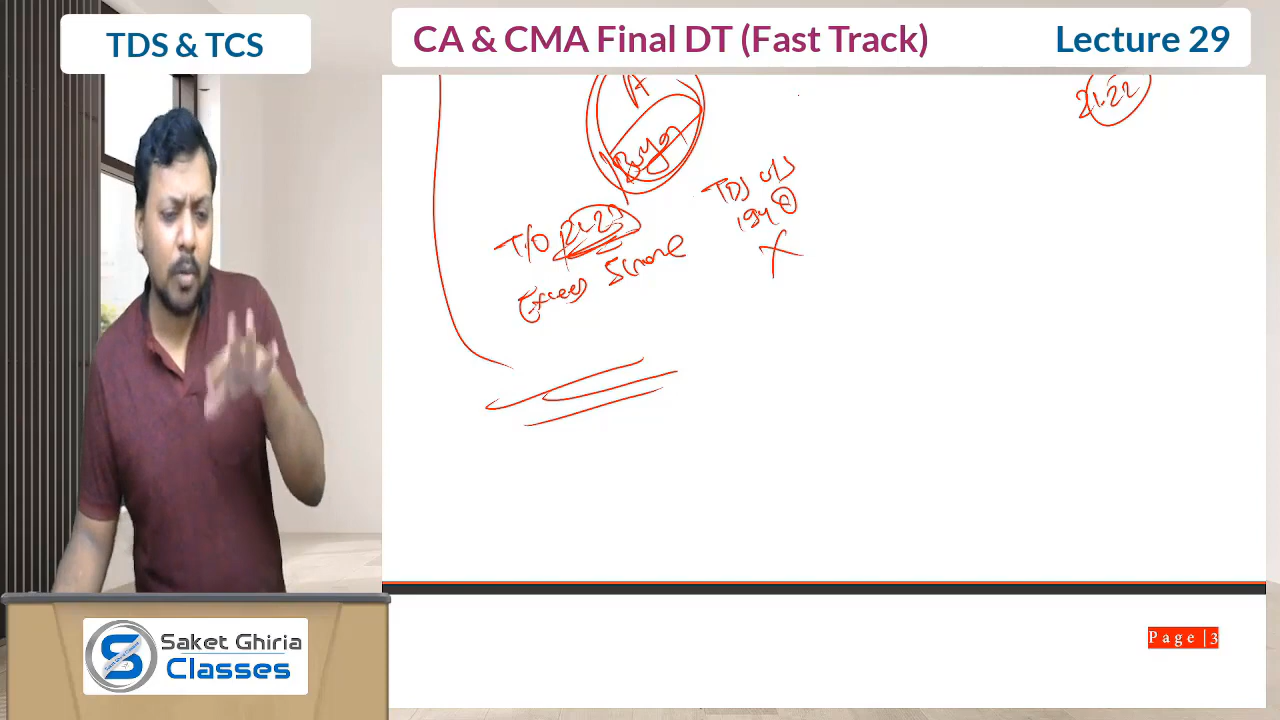 TDS & TCS
CA & CMA Final DT (Fast Track)
Lecture 29
A
21-22
Buyer
TDS u/s
194Q
X
T/O
Exceed
Saket Ghiria
Classes
Page | 3